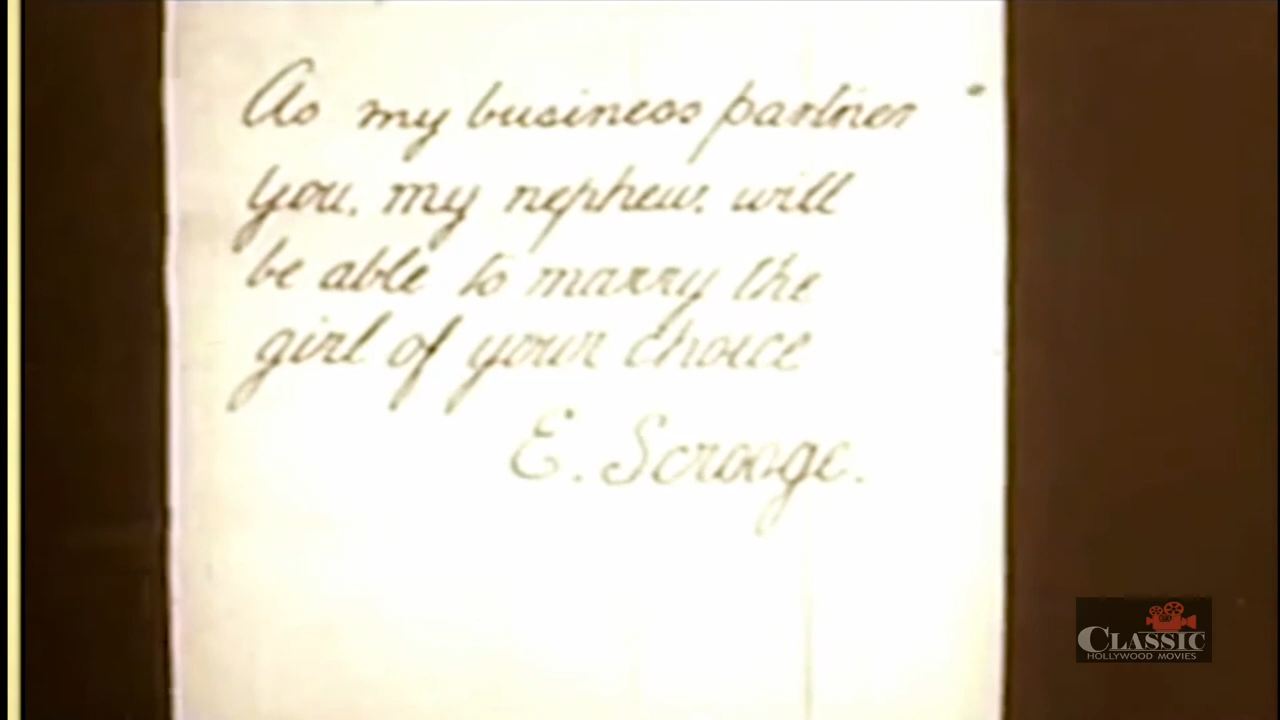 As my business partner
you, my nephew, will
be able to marry the
girl of your choice
E. Scrooge.
CLASSIC
HOLLYWOOD MOVIES